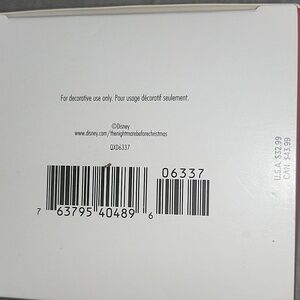 For decorative use only. Pour usage décoratif seulement.
©Disney
www.disney.com/thenightmarebeforechristmas
QXD6337
06337
7 63795 40489 6
U.S.A. $32.99
CAN. $43.99